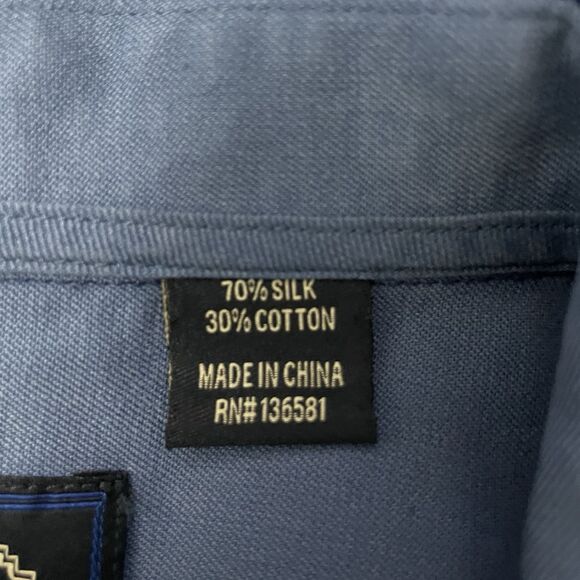 70% SILK
30% COTTON
MADE IN CHINA
RN# 136581